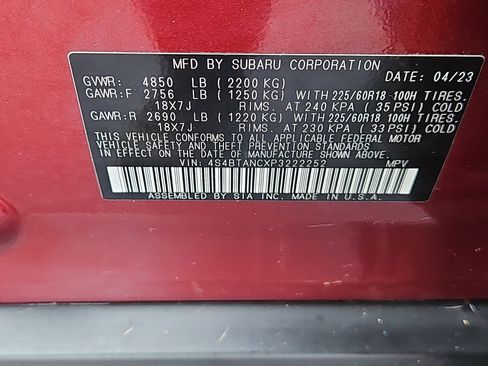 MFD BY SUBARU CORPORATION DATE: 04/23
GVWR: 4850 LB (2200 KG)
GAWR:F 2756 LB (1250 KG) WITH 225/60R18 100H TIRES.
18X7J RIMS. AT 240 KPA (35 PSI) COLD
GAWR:R 2690 LB (1220 KG) WITH 225/60R18 100H TIRES.
18X7J RIMS. AT 230 KPA (33 PSI) COLD
THIS VEHICLE CONFORMS TO ALL APPLICABLE FEDERAL MOTOR
VEHICLE SAFETY AND THEFT PREVENTION STANDARDS IN
EFFECT ON THE DATE OF MANUFACTURE SHOWN ABOVE.
VIN: 4S4BTANCXP3222252 MPV
ASSEMBLED BY SIA INC. MADE IN U.S.A.